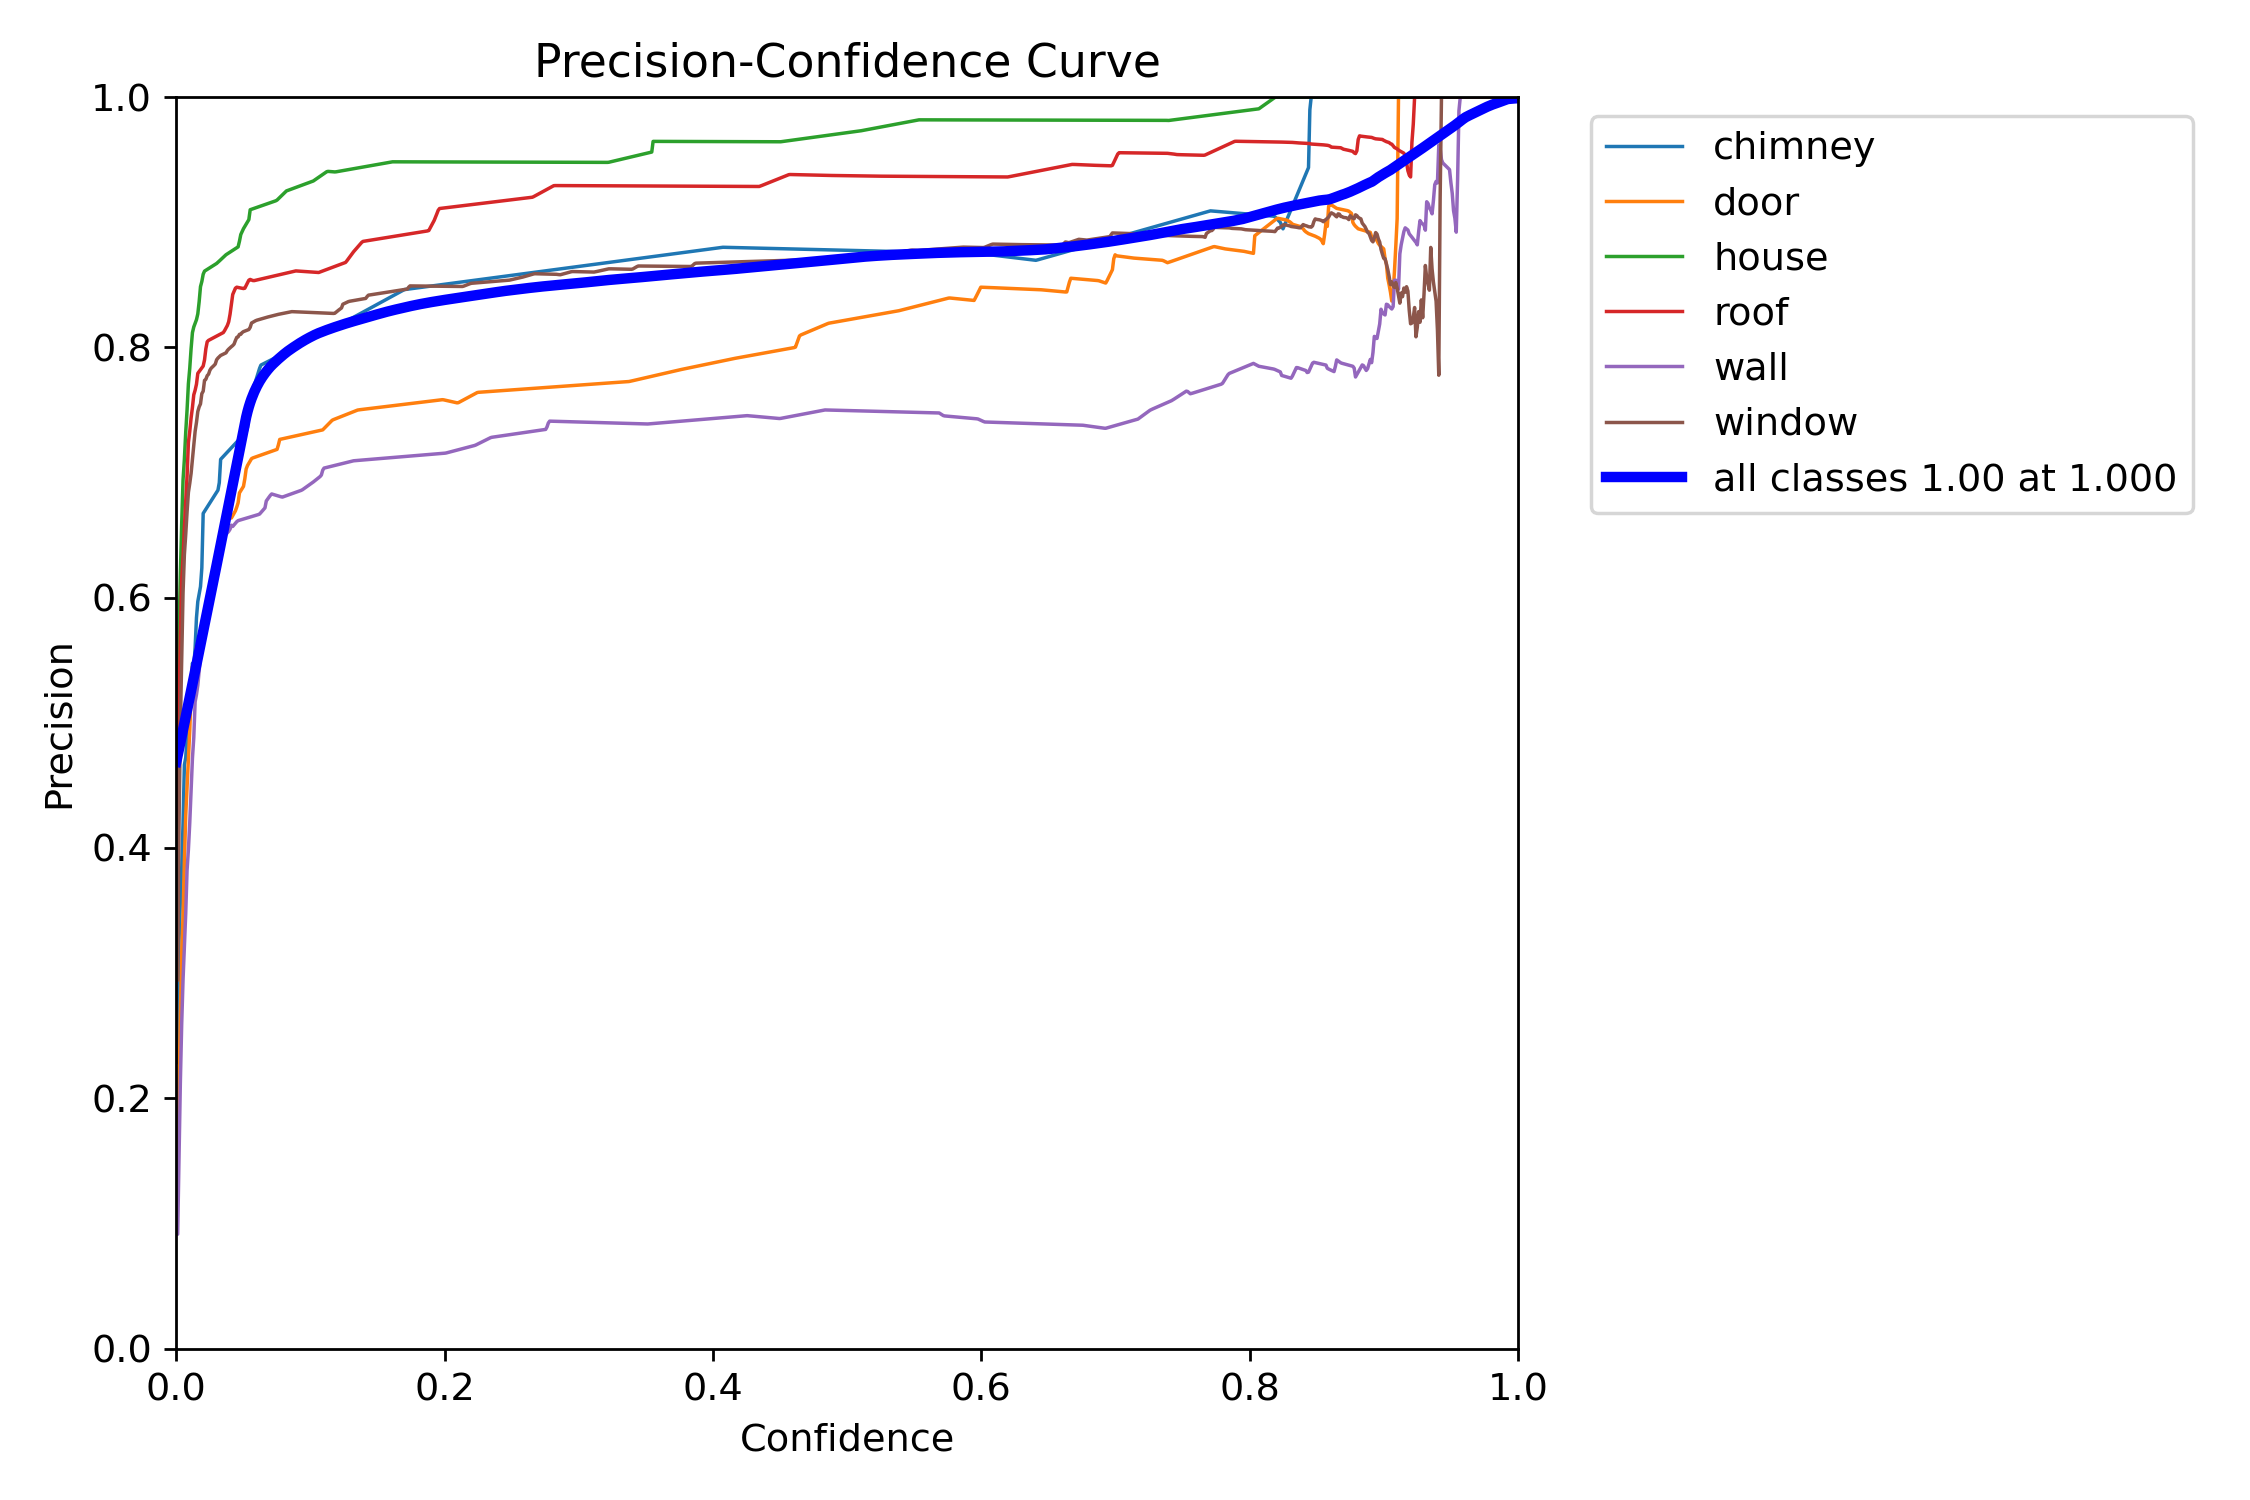 Precision-Confidence Curve
1.0
0.8
0.6
0.4
0.2
0.0
Precision
0.0 0.2 0.4 0.6 0.8 1.0
Confidence
chimney
door
house
roof
wall
window
all classes 1.00 at 1.000